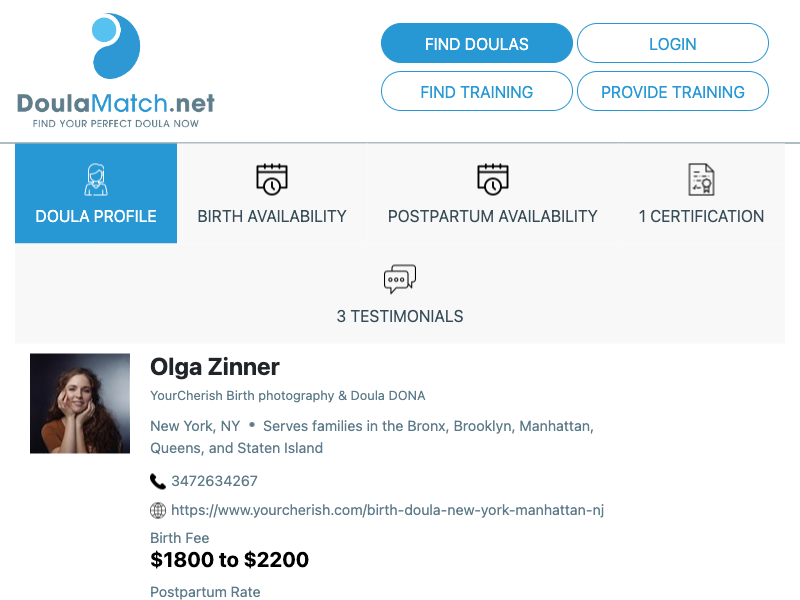 DoulaMatch.net
FIND YOUR PERFECT DOULA NOW
FIND DOULAS
LOGIN
FIND TRAINING
PROVIDE TRAINING
DOULA PROFILE
BIRTH AVAILABILITY
POSTPARTUM AVAILABILITY
1 CERTIFICATION
3 TESTIMONIALS
Olga Zinner
YourCherish Birth photography & Doula DONA
New York, NY • Serves families in the Bronx, Brooklyn, Manhattan,
Queens, and Staten Island
3472634267
https://www.yourcherish.com/birth-doula-new-york-manhattan-nj
Birth Fee
$1800 to $2200
Postpartum Rate